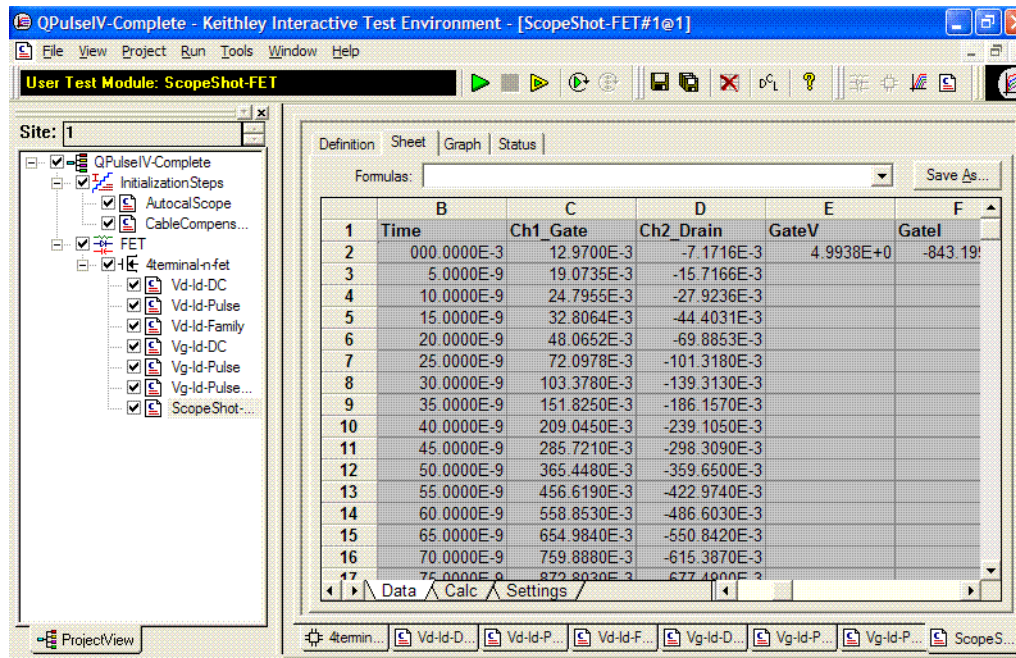 QPulseIV-Complete - Keithley Interactive Test Environment - [ScopeShot-FET#1@1]
File View Project Run Tools Window Help
User Test Module: ScopeShot-FET
Site: 1
QPulseIV-Complete
InitializationSteps
AutocalScope
CableCompens...
FET
4terminal-n-fet
Vd-Id-DC
Vd-Id-Pulse
Vd-Id-Family
Vg-Id-DC
Vg-Id-Pulse
Vg-Id-Pulse...
ScopeShot-...
ProjectView
Definition Sheet Graph Status
Formulas: Save As...
B C D E F
1 Time Ch1_Gate Ch2_Drain GateV GateI
2 000.0000E-3 12.9700E-3 -7.1716E-3 4.9938E+0 -843.19
3 5.0000E-9 19.0735E-3 -15.7166E-3
4 10.0000E-9 24.7955E-3 -27.9236E-3
5 15.0000E-9 32.8064E-3 -44.4031E-3
6 20.0000E-9 48.0652E-3 -69.8853E-3
7 25.0000E-9 72.0978E-3 -101.3180E-3
8 30.0000E-9 103.3780E-3 -139.3130E-3
9 35.0000E-9 151.8250E-3 -186.1570E-3
10 40.0000E-9 209.0450E-3 -239.1050E-3
11 45.0000E-9 285.7210E-3 -298.3090E-3
12 50.0000E-9 365.4480E-3 -359.6500E-3
13 55.0000E-9 456.6190E-3 -422.9740E-3
14 60.0000E-9 558.8530E-3 -486.6030E-3
15 65.0000E-9 654.9840E-3 -550.8420E-3
16 70.0000E-9 759.8880E-3 -615.3870E-3
17 75.0000E-9 872.8030E-3 -677.4900E-3
Data Calc Settings
4termin... Vd-Id-D... Vd-Id-P... Vd-Id-F... Vg-Id-D... Vg-Id-P... Vg-Id-P... ScopeS...